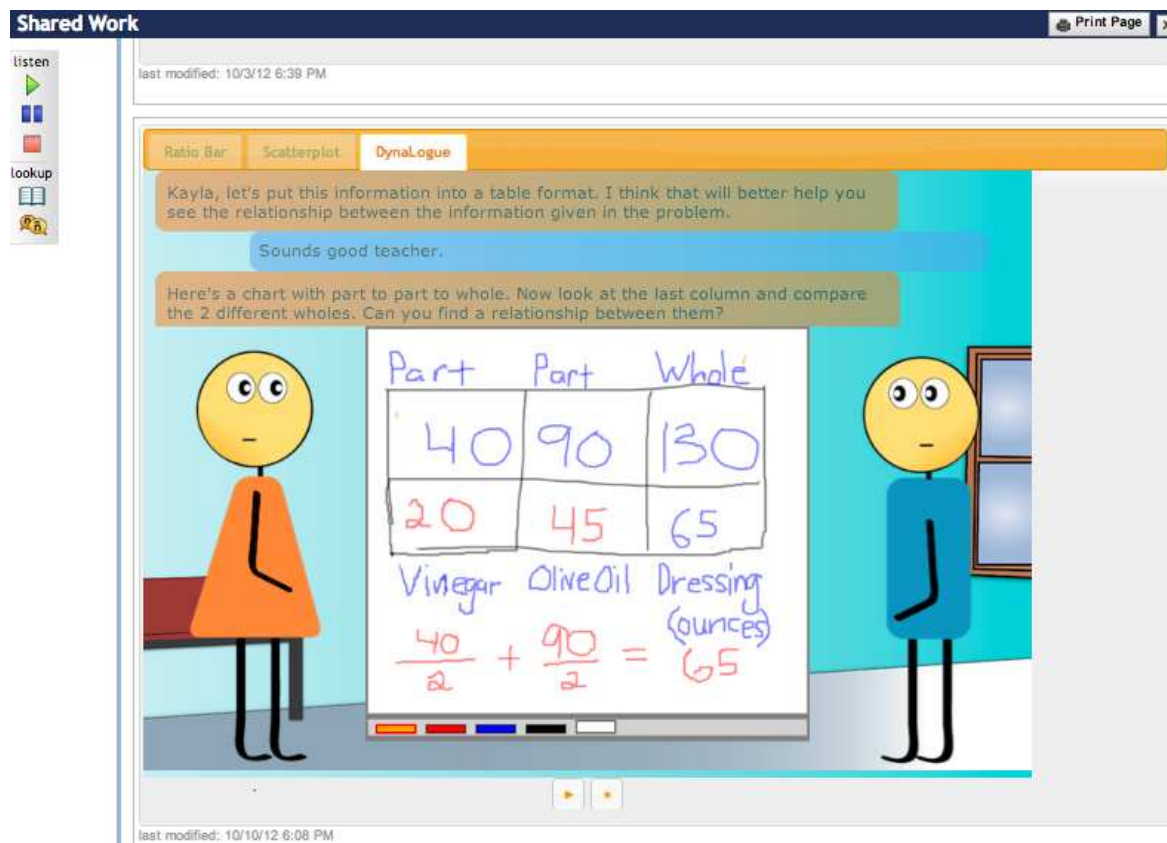 Shared Work
Print Page
listen
lookup
last modified: 10/3/12 6:39 PM
Ratio Bar Scatterplot DynaLogue
Kayla, let's put this information into a table format. I think that will better help you
see the relationship between the information given in the problem.
Sounds good teacher.
Here's a chart with part to part to whole. Now look at the last column and compare
the 2 different wholes. Can you find a relationship between them?
Part Part Whole
40 90 130
20 45 65
Vinegar Olive Oil Dressing
(ounces)
40/2 + 90/2 = 65
last modified: 10/10/12 6:08 PM